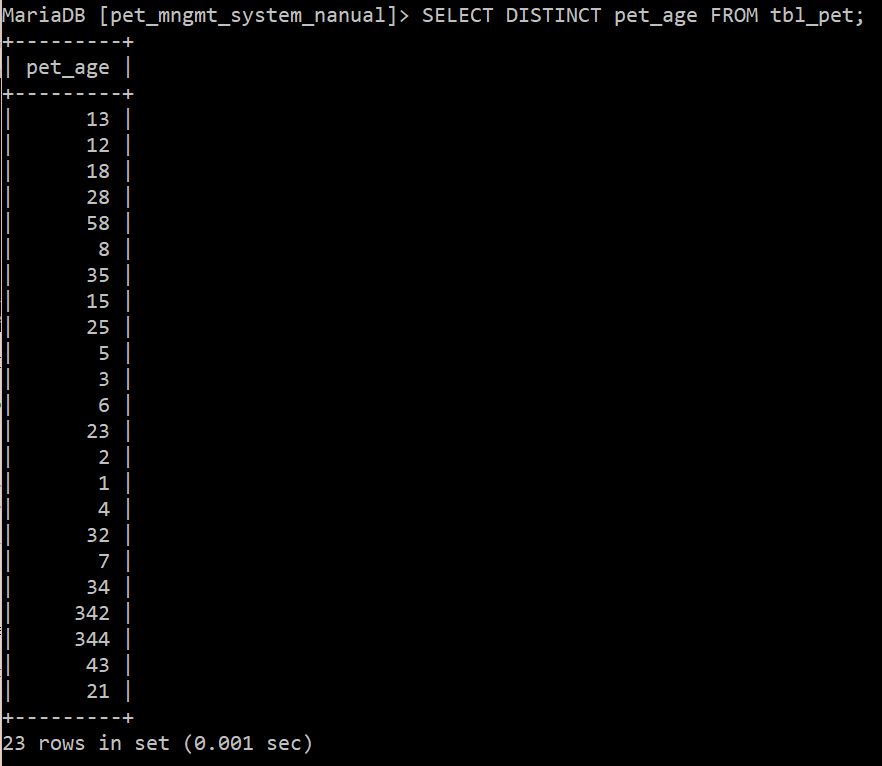 MariaDB [pet_mngmt_system_nanual]> SELECT DISTINCT pet_age FROM tbl_pet;
+---------+
| pet_age |
+---------+
|      13 |
|      12 |
|      18 |
|      28 |
|      58 |
|       8 |
|      35 |
|      15 |
|      25 |
|       5 |
|       3 |
|       6 |
|      23 |
|       2 |
|       1 |
|       4 |
|      32 |
|       7 |
|      34 |
|     342 |
|     344 |
|      43 |
|      21 |
+---------+
23 rows in set (0.001 sec)